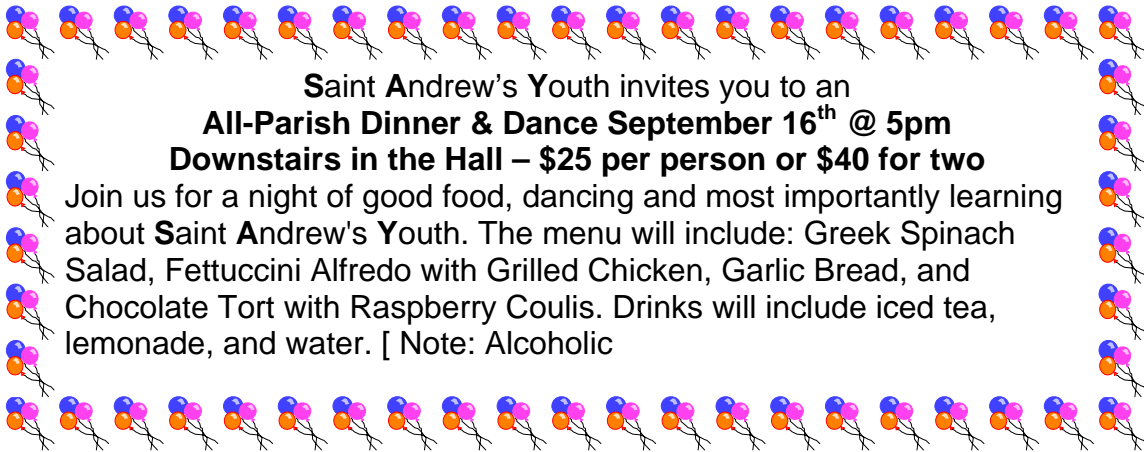 Saint Andrew’s Youth invites you to an
All-Parish Dinner & Dance September 16th @ 5pm
Downstairs in the Hall – $25 per person or $40 for two
Join us for a night of good food, dancing and most importantly learning
about Saint Andrew's Youth. The menu will include: Greek Spinach
Salad, Fettuccini Alfredo with Grilled Chicken, Garlic Bread, and
Chocolate Tort with Raspberry Coulis. Drinks will include iced tea,
lemonade, and water. [ Note: Alcoholic